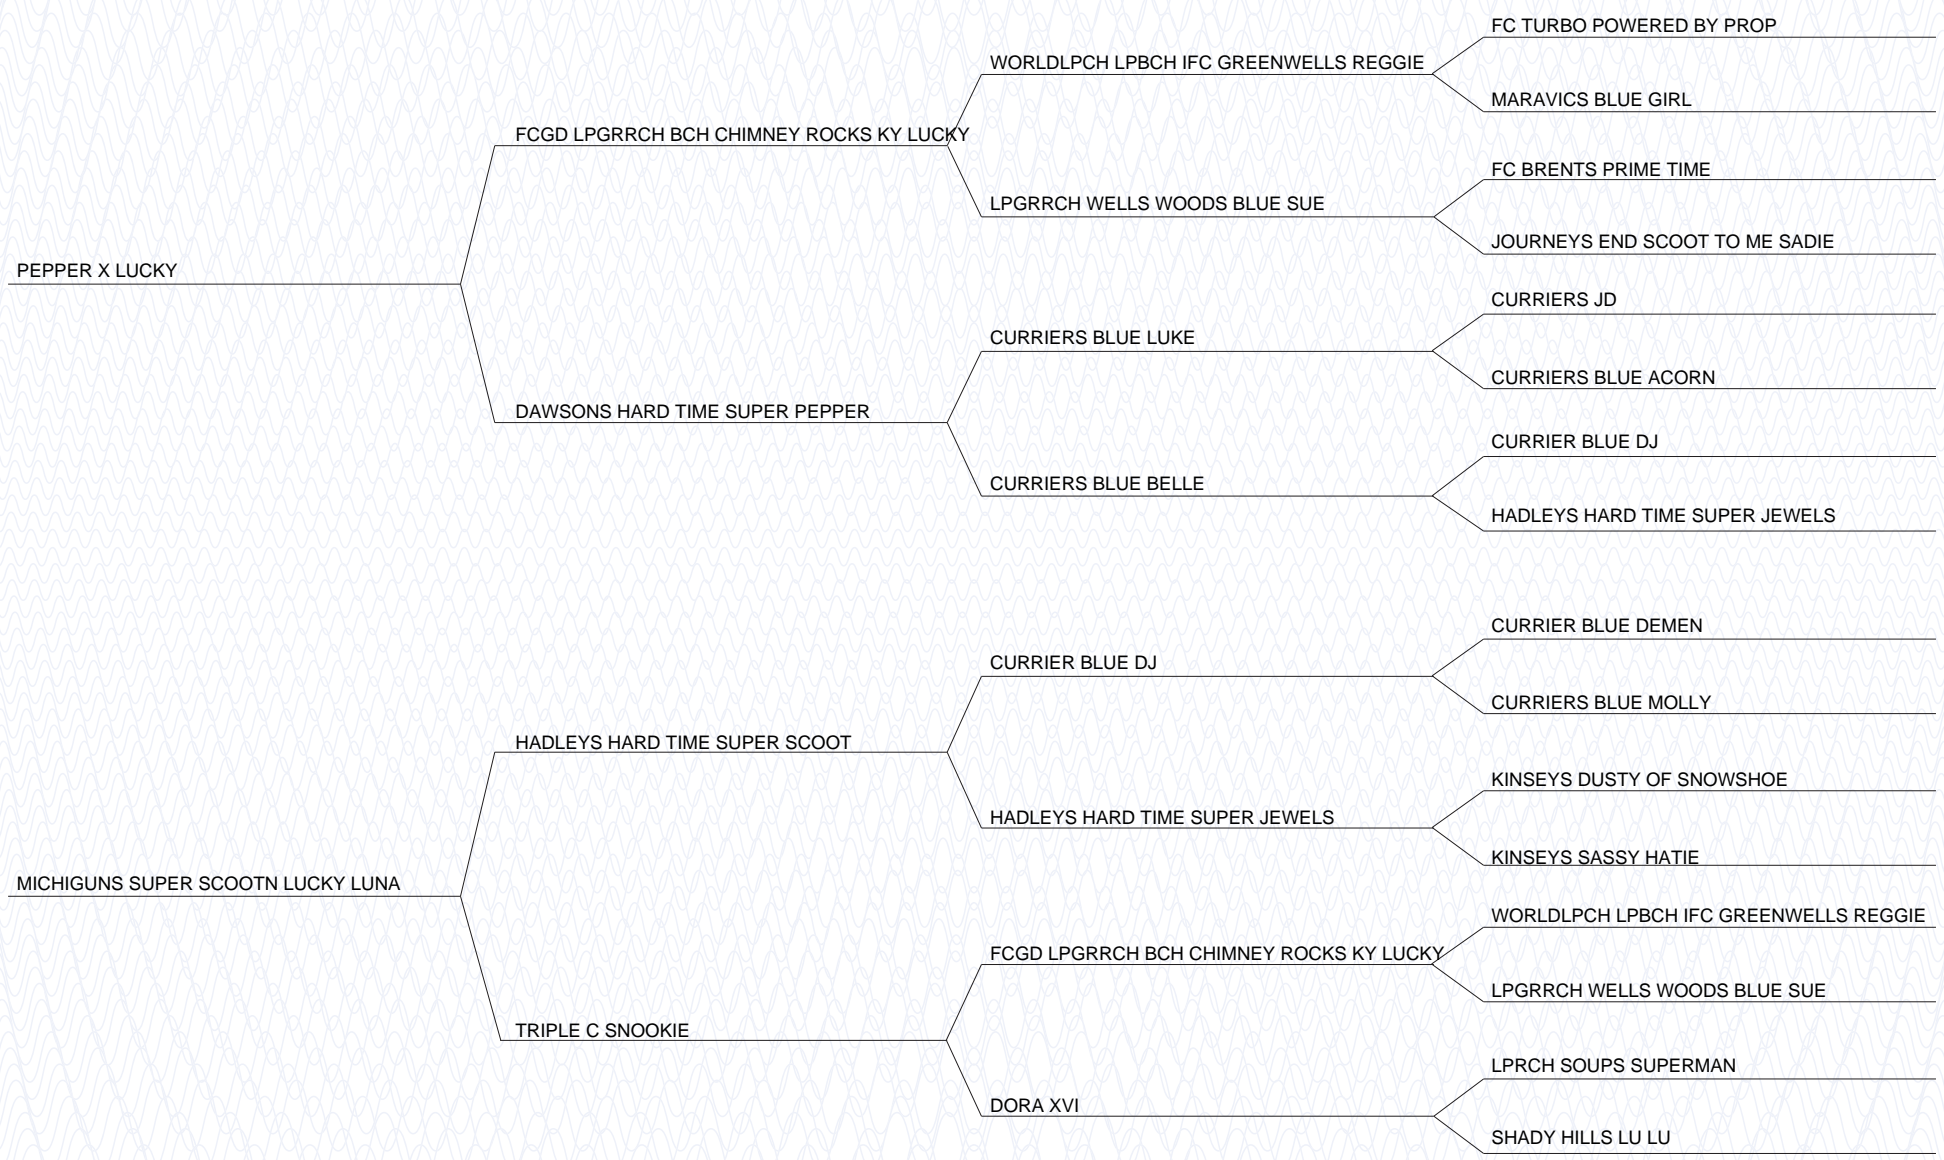 FC TURBO POWERED BY PROP
WORLDLPCH LPBCH IFC GREENWELLS REGGIE
MARAVICS BLUE GIRL
FCGD LPGRRCH BCH CHIMNEY ROCKS KY LUCKY
FC BRENTS PRIME TIME
LPGRRCH WELLS WOODS BLUE SUE
JOURNEYS END SCOOT TO ME SADIE
PEPPER X LUCKY
CURRIERS JD
CURRIERS BLUE LUKE
CURRIERS BLUE ACORN
DAWSONS HARD TIME SUPER PEPPER
CURRIER BLUE DJ
CURRIERS BLUE BELLE
HADLEYS HARD TIME SUPER JEWELS
CURRIER BLUE DEMEN
CURRIER BLUE DJ
CURRIERS BLUE MOLLY
HADLEYS HARD TIME SUPER SCOOT
KINSEYS DUSTY OF SNOWSHOE
HADLEYS HARD TIME SUPER JEWELS
KINSEYS SASSY HATIE
MICHIGUNS SUPER SCOOTN LUCKY LUNA
WORLDLPCH LPBCH IFC GREENWELLS REGGIE
FCGD LPGRRCH BCH CHIMNEY ROCKS KY LUCKY
LPGRRCH WELLS WOODS BLUE SUE
TRIPLE C SNOOKIE
LPRCH SOUPS SUPERMAN
DORA XVI
SHADY HILLS LU LU